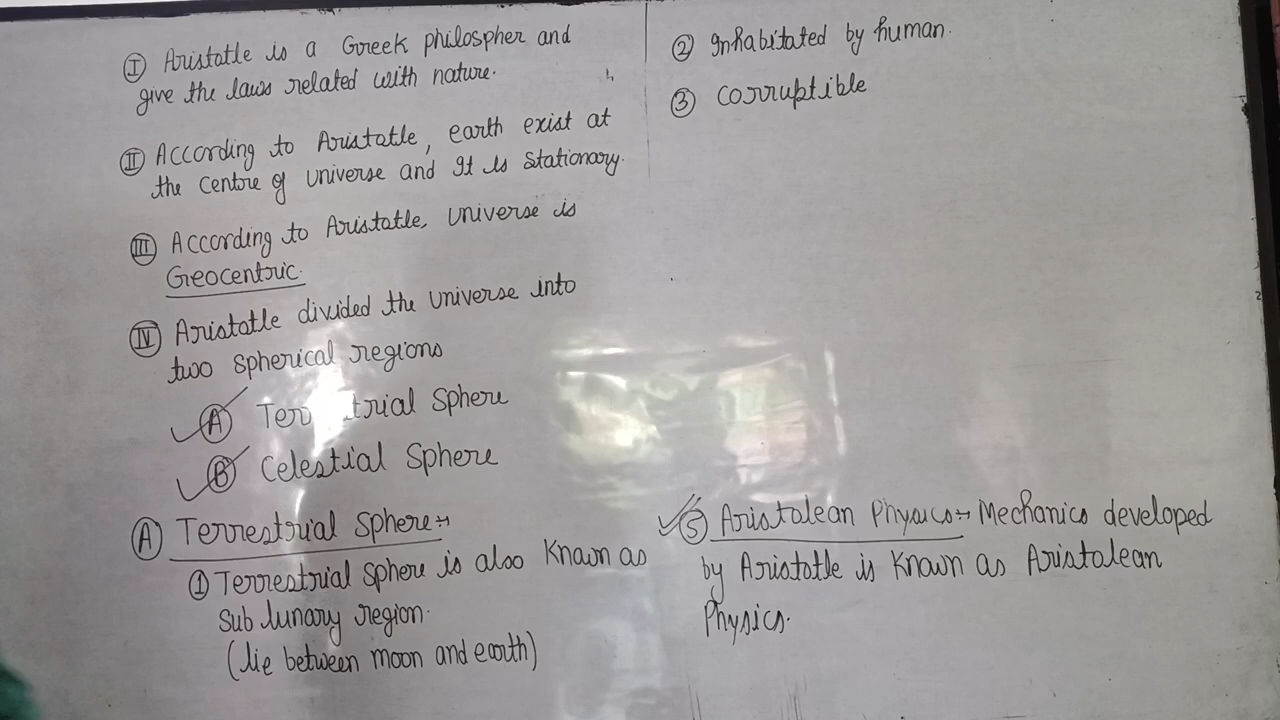 Ⓘ Aristotle is a Greek philospher and
give the laws related with nature.
Ⅱ According to Aristotle, earth exist at
the centre of universe and It is stationary.
Ⅲ According to Aristotle, universe is
Geocentric.
Ⅳ Aristotle divided the universe into
two spherical regions
Ⓐ Terrestrial Sphere
Ⓑ Celestial Sphere
Ⓐ Terrestrial Sphere:-
① Terrestrial sphere is also known as
sub lunary region.
(lie between moon and earth)
② Inhabitated by human.
③ Corruptible
⑤ Aristolean Physics:- Mechanics developed
by Aristotle is known as Aristolean
Physics.